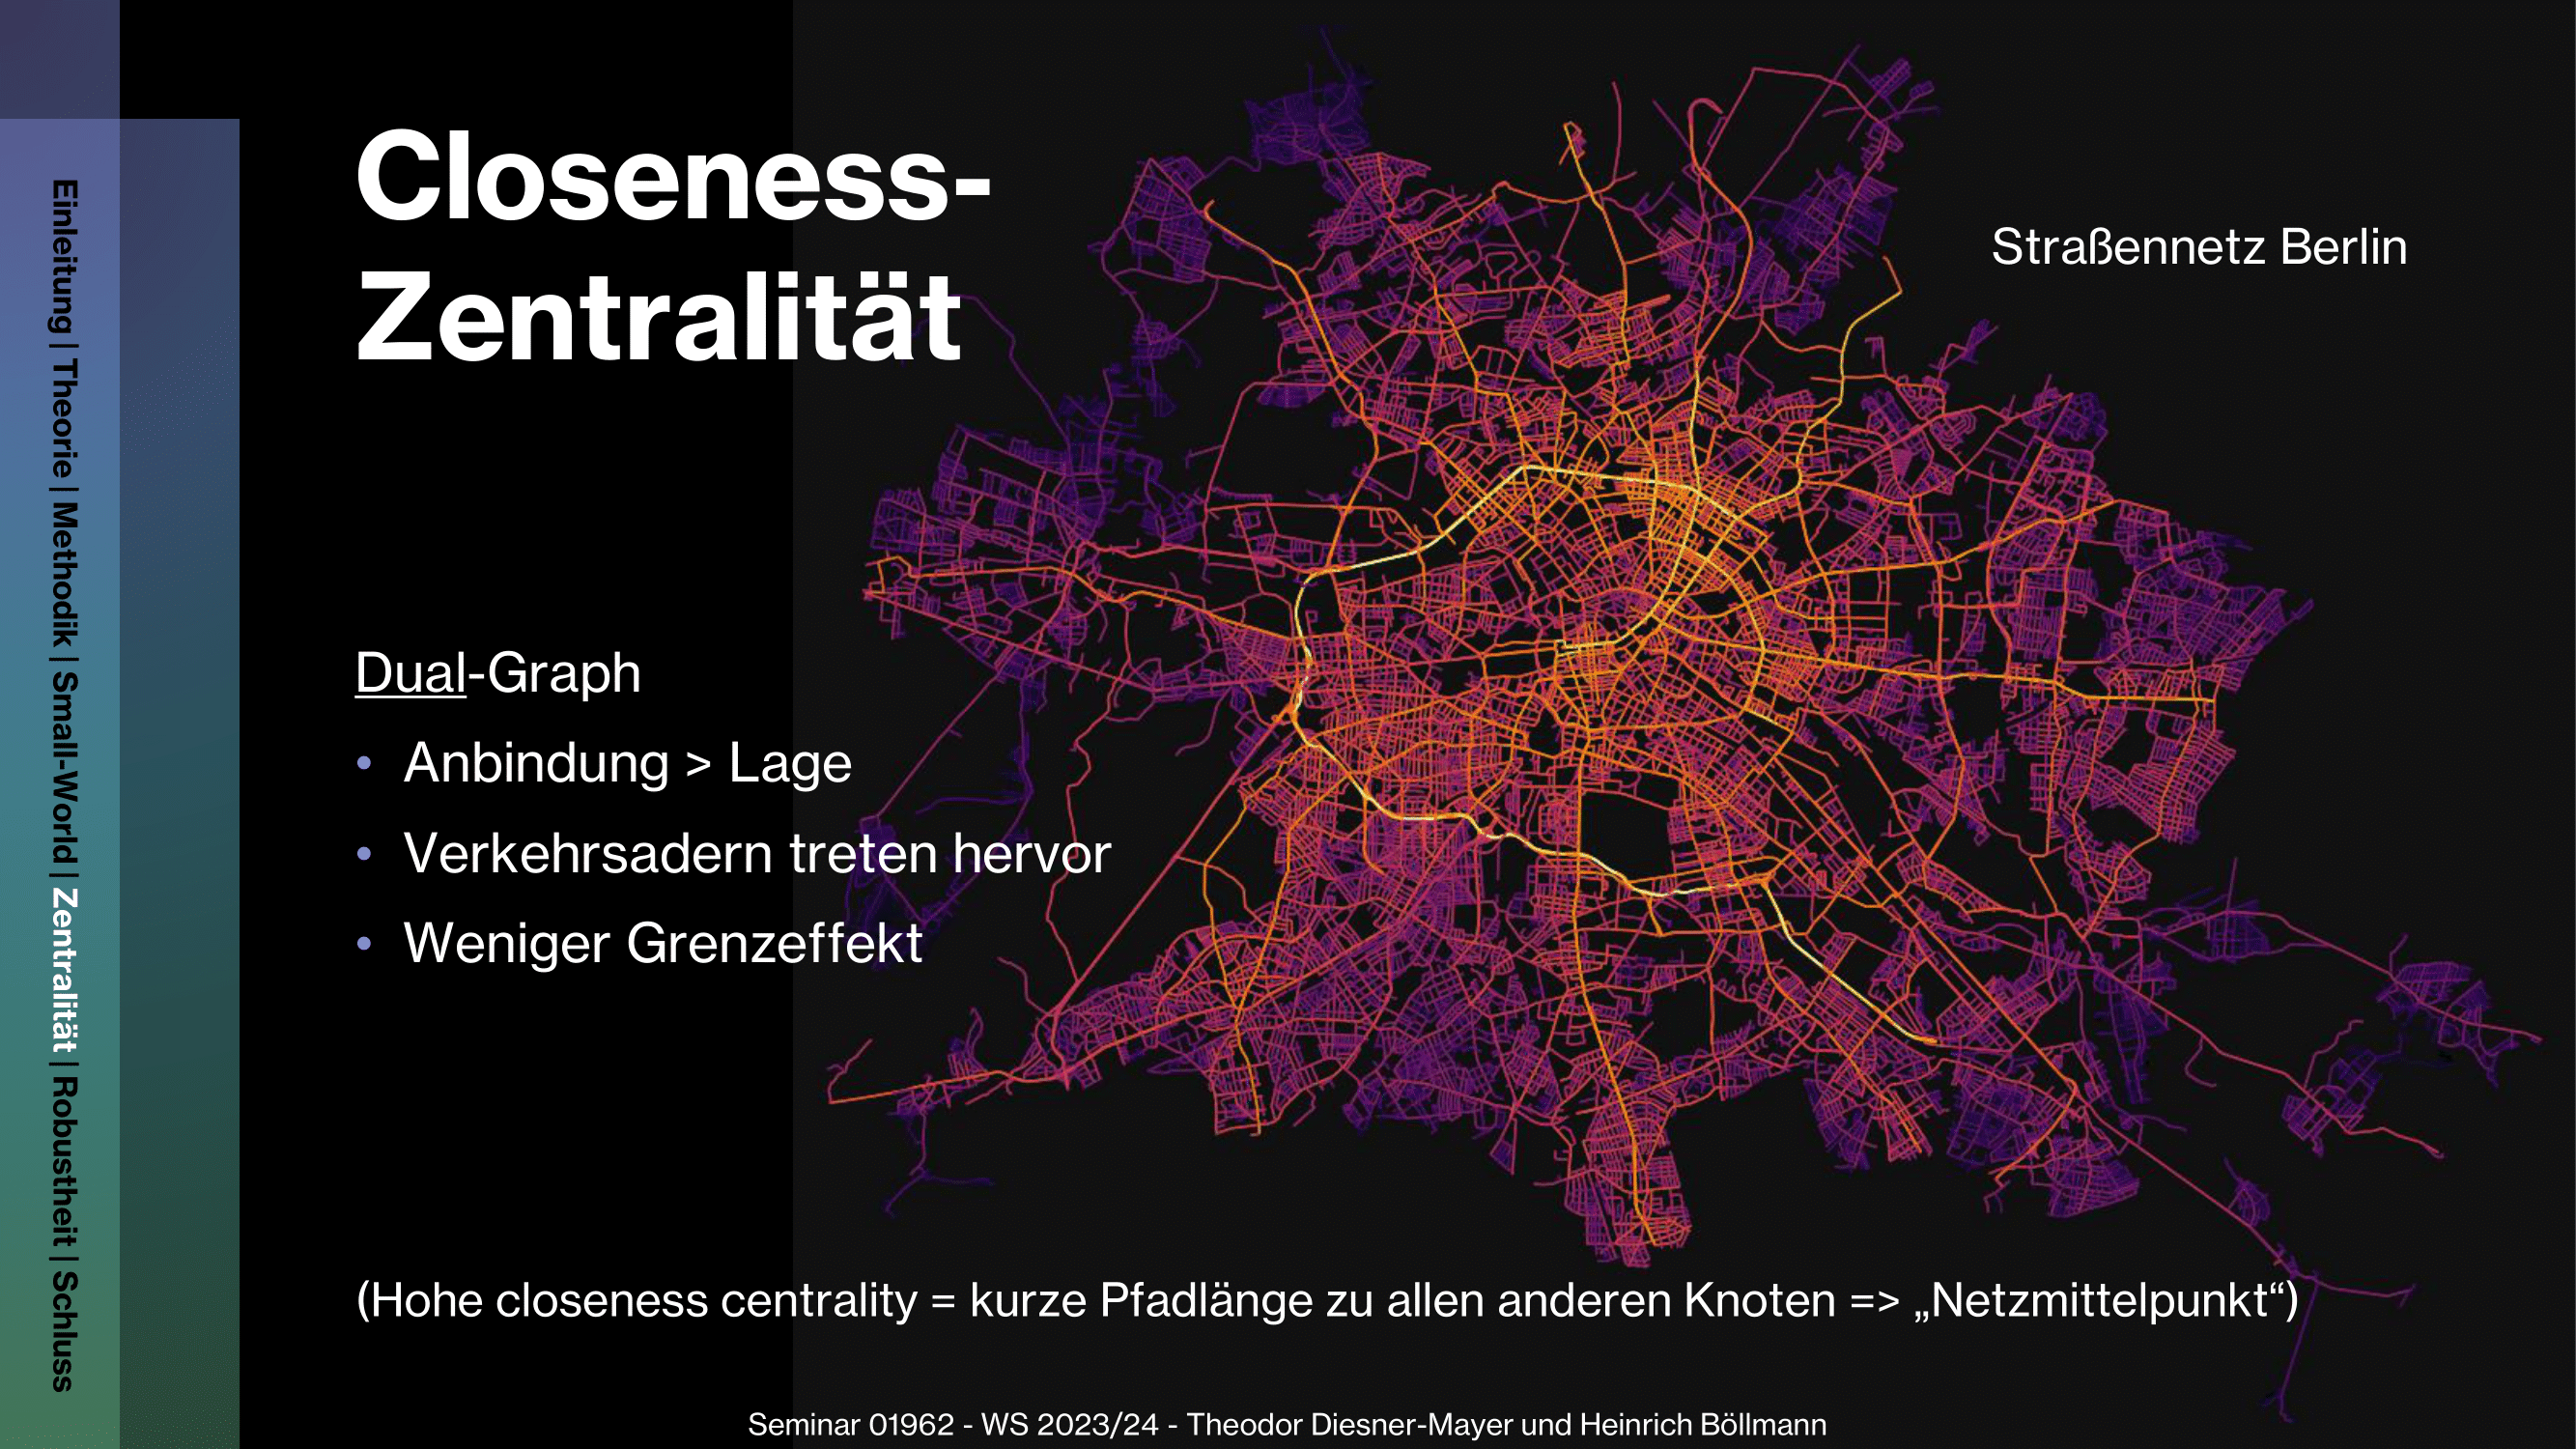 Einleitung | Theorie | Methodik | Small-World | Zentralität | Robustheit | Schluss
Closeness-
Zentralität
Straßennetz Berlin
Dual-Graph
• Anbindung > Lage
• Verkehrsadern treten hervor
• Weniger Grenzeffekt
(Hohe closeness centrality = kurze Pfadlänge zu allen anderen Knoten => „Netzmittelpunkt“)
Seminar 01962 - WS 2023/24 - Theodor Diesner-Mayer und Heinrich Böllmann